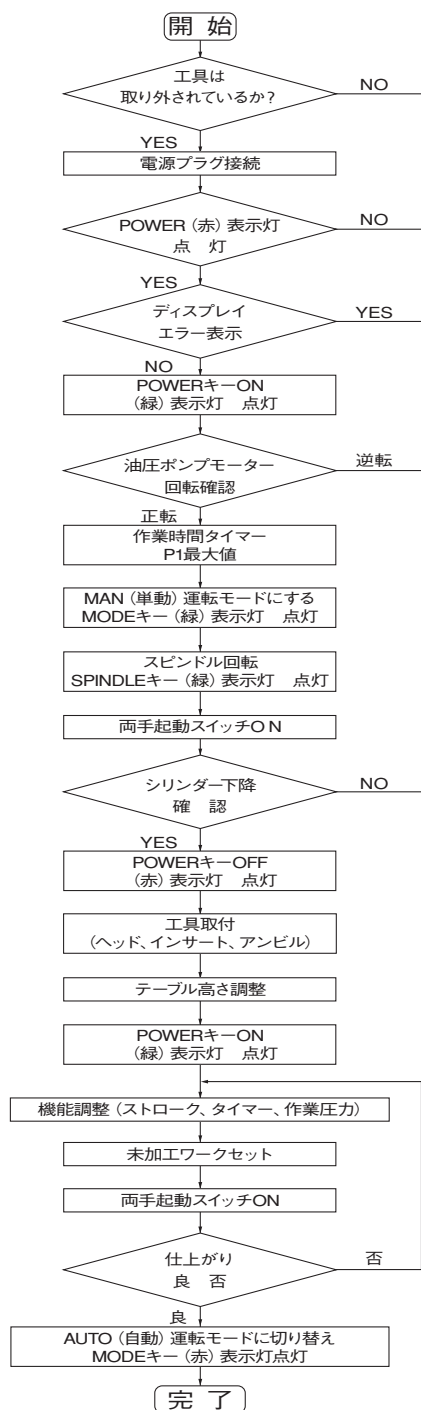 開 始
工具は
取り外されているか？
NO
YES
電源プラグ接続
POWER（赤）表示灯
点　灯
NO
YES
ディスプレイ
エラー表示
YES
NO
POWERキーON
（緑）表示灯　点灯
油圧ポンプモーター
回転確認
逆転
正転
作業時間タイマー
P1最大値
MAN（単動）運転モードにする
MODEキー（緑）表示灯　点灯
スピンドル回転
SPINDLEキー（緑）表示灯　点灯
両手起動スイッチO N
シリンダー下降
確　認
NO
YES
POWERキーOFF
（赤）表示灯　点灯
工具取付
（ヘッド、インサート、アンビル）
テーブル高さ調整
POWERキーON
（緑）表示灯　点灯
機能調整（ストローク、タイマー、作業圧力）
未加工ワークセット
両手起動スイッチON
仕上がり
良　否
否
良
AUTO（自動）運転モードに切り替え
MODEキー（赤）表示灯点灯
完 了